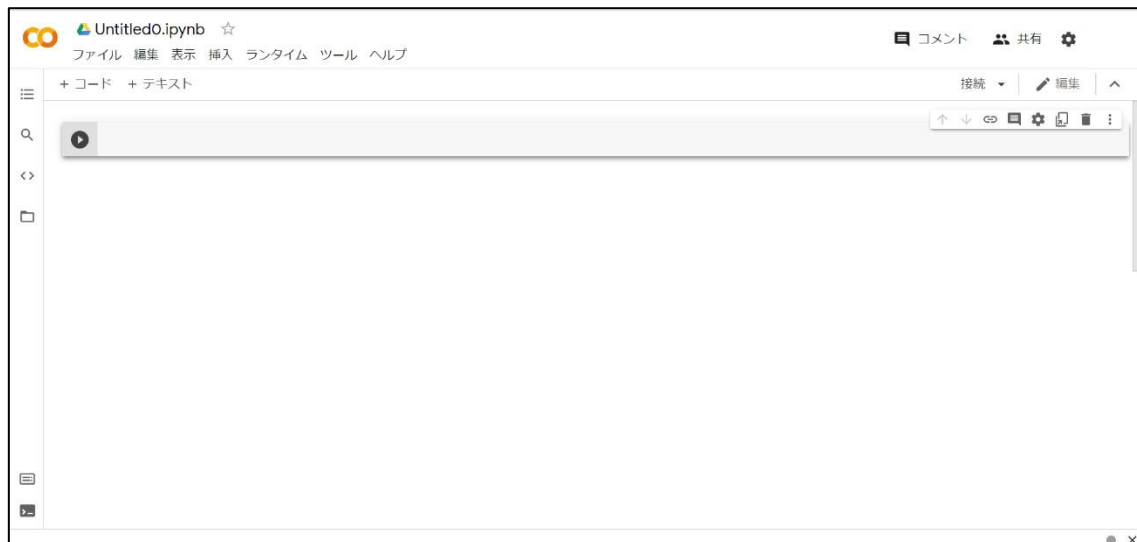 CO Untitled0.ipynb
ファイル 編集 表示 挿入 ランタイム ツール ヘルプ
コメント 共有
+ コード + テキスト
接続 編集